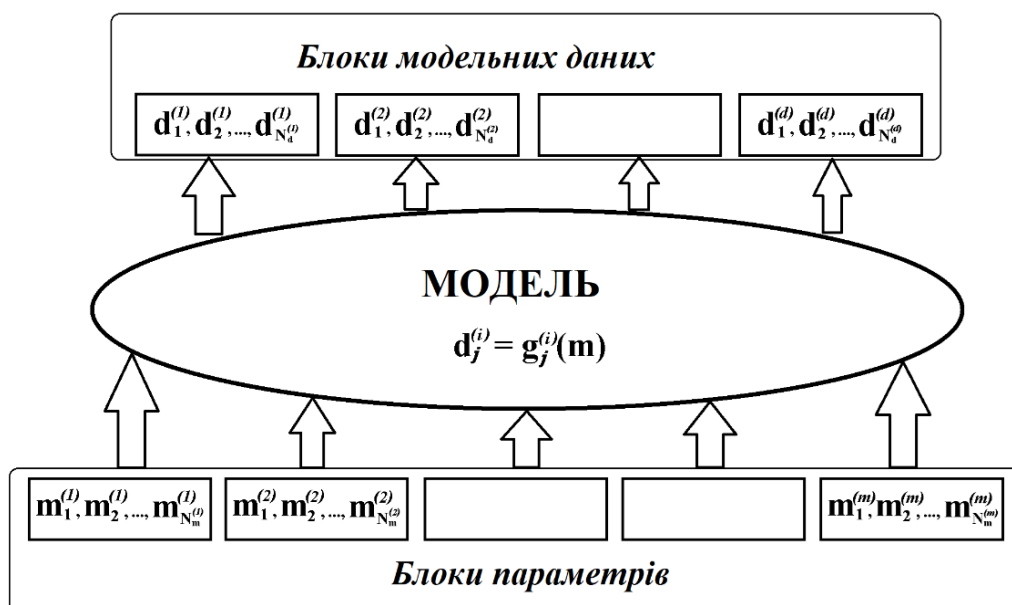 Блоки модельних даних
d₁⁽¹⁾, d₂⁽¹⁾,..., d_{N_d⁽¹⁾}⁽¹⁾ d₁⁽²⁾, d₂⁽²⁾,..., d_{N_d⁽²⁾}⁽²⁾ d₁⁽ᵈ⁾, d₂⁽ᵈ⁾,..., d_{N_d⁽ᵈ⁾}⁽ᵈ⁾
МОДЕЛЬ
d_j⁽ⁱ⁾ = g_j⁽ⁱ⁾(m)
m₁⁽¹⁾, m₂⁽¹⁾,..., m_{N_m⁽¹⁾}⁽¹⁾ m₁⁽²⁾, m₂⁽²⁾,..., m_{N_m⁽²⁾}⁽²⁾ m₁⁽ᵐ⁾, m₂⁽ᵐ⁾,..., m_{N_m⁽ᵐ⁾}⁽ᵐ⁾
Блоки параметрів